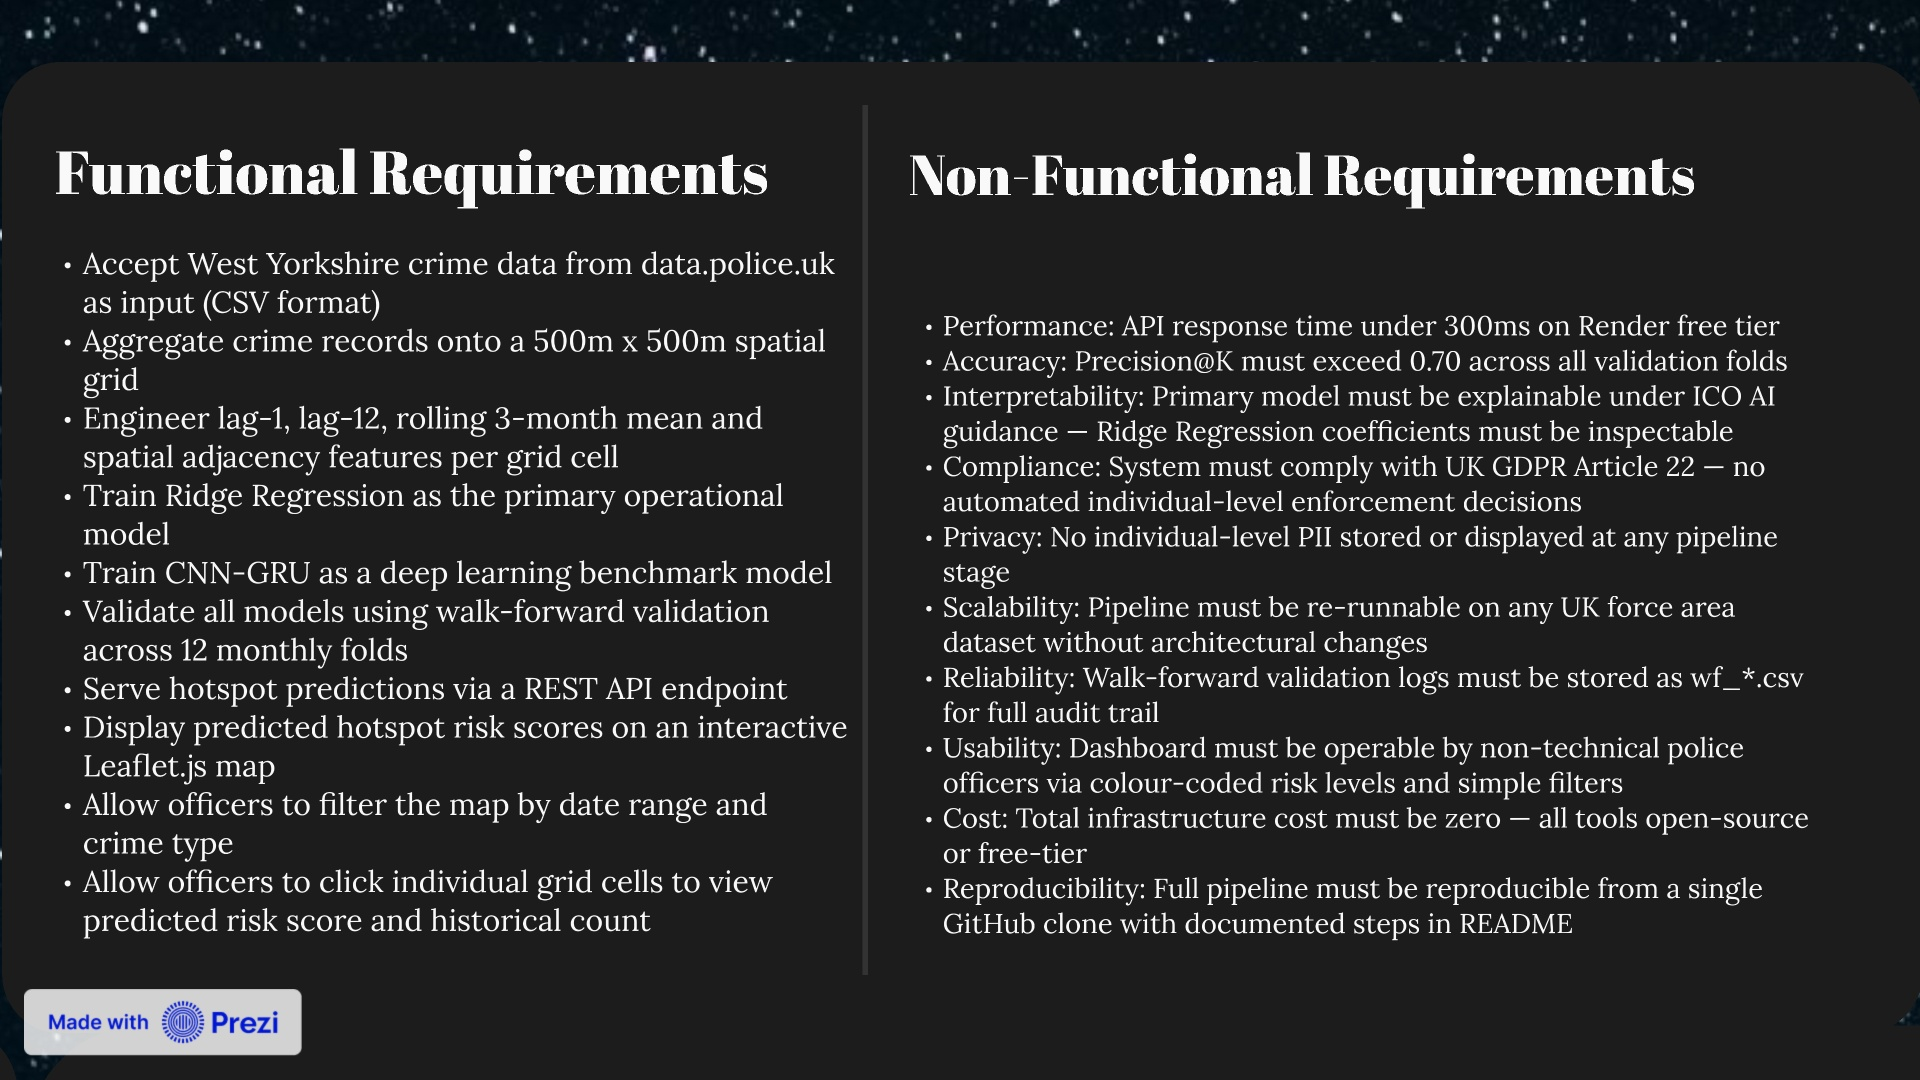 Functional Requirements
• Accept West Yorkshire crime data from data.police.uk
as input (CSV format)
• Aggregate crime records onto a 500m x 500m spatial
grid
• Engineer lag-1, lag-12, rolling 3-month mean and
spatial adjacency features per grid cell
• Train Ridge Regression as the primary operational
model
• Train CNN-GRU as a deep learning benchmark model
• Validate all models using walk-forward validation
across 12 monthly folds
• Serve hotspot predictions via a REST API endpoint
• Display predicted hotspot risk scores on an interactive
Leaflet.js map
• Allow officers to filter the map by date range and
crime type
• Allow officers to click individual grid cells to view
predicted risk score and historical count
Non-Functional Requirements
• Performance: API response time under 300ms on Render free tier
• Accuracy: Precision@K must exceed 0.70 across all validation folds
• Interpretability: Primary model must be explainable under ICO AI
guidance — Ridge Regression coefficients must be inspectable
• Compliance: System must comply with UK GDPR Article 22 — no
automated individual-level enforcement decisions
• Privacy: No individual-level PII stored or displayed at any pipeline
stage
• Scalability: Pipeline must be re-runnable on any UK force area
dataset without architectural changes
• Reliability: Walk-forward validation logs must be stored as wf_*.csv
for full audit trail
• Usability: Dashboard must be operable by non-technical police
officers via colour-coded risk levels and simple filters
• Cost: Total infrastructure cost must be zero — all tools open-source
or free-tier
• Reproducibility: Full pipeline must be reproducible from a single
GitHub clone with documented steps in README
Made with Prezi